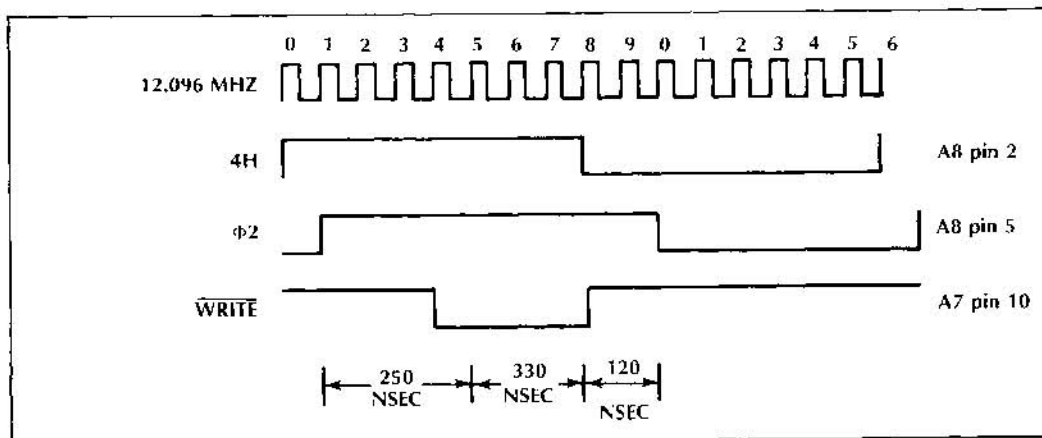 0 1 2 3 4 5 6 7 8 9 0 1 2 3 4 5 6
12.096 MHZ
4H
A8 pin 2
Φ2
A8 pin 5
WRITE
A7 pin 10
250
NSEC
330
NSEC
120
NSEC